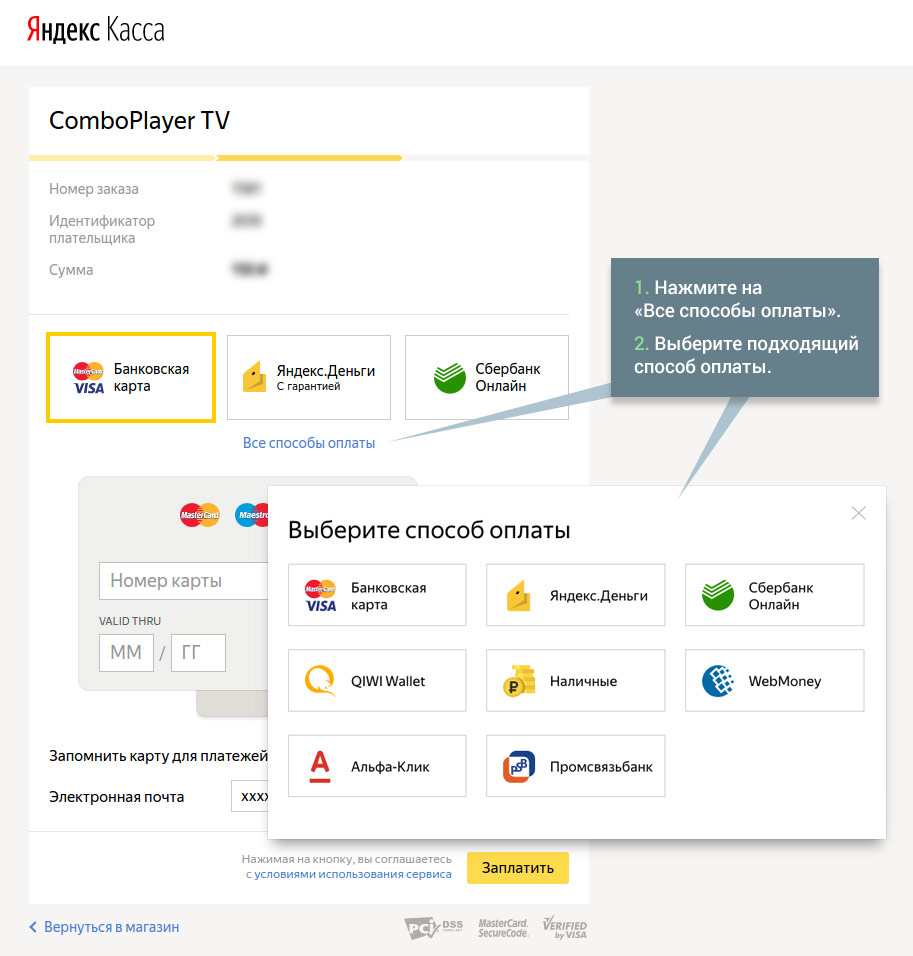 Яндекс Касса
ComboPlayer TV
Номер заказа
Идентификатор
плательщика
Сумма
1. Нажмите на
«Все способы оплаты».
2. Выберите подходящий
способ оплаты.
MasterCard
VISA
Банковская
карта
Яндекс.Деньги
С гарантией
Сбербанк
Онлайн
Все способы оплаты
MasterCard
Maestro
Номер карты
VALID THRU
ММ / ГГ
Выберите способ оплаты
MasterCard
VISA
Банковская
карта
Яндекс.Деньги
Сбербанк
Онлайн
QIWI Wallet
Наличные
WebMoney
Альфа-Клик
PSB
Промсвязьбанк
Запомнить карту для платежей
Электронная почта
xxxx
Нажимая на кнопку, вы соглашаетесь
с условиями использования сервиса
Заплатить
Вернуться в магазин
PCI DSS
MasterCard.
SecureCode.
VERIFIED
by VISA